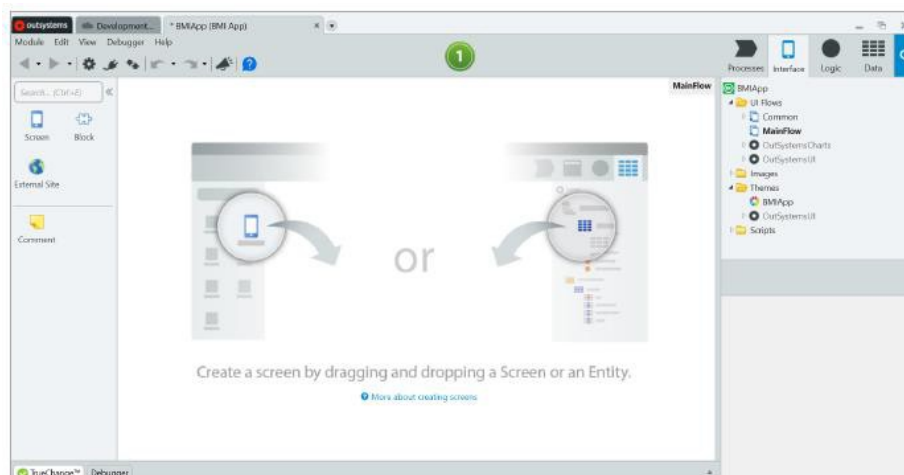 outsystems
Development...
* BMIApp (BMI App)
Module Edit View Debugger Help
1
Processes
Interface
Logic
Data
Search... (Ctrl+E)
Screen
Block
External Site
Comment
MainFlow
or
Create a screen by dragging and dropping a Screen or an Entity.
More about creating screens
BMIApp
UI Flows
Common
MainFlow
OutSystemsCharts
OutSystemsUI
Images
Themes
BMIApp
OutSystemsUI
Scripts
TrueChange™ Debugger